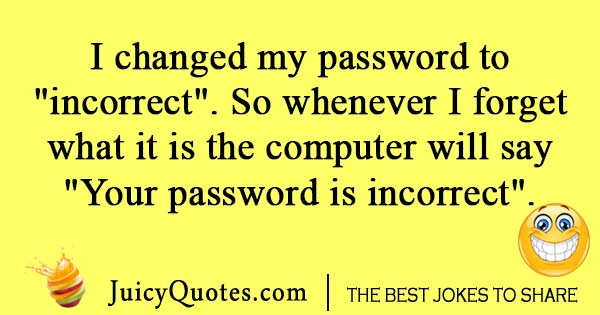 I changed my password to
"incorrect". So whenever I forget
what it is the computer will say
"Your password is incorrect".
JuicyQuotes.com | THE BEST JOKES TO SHARE